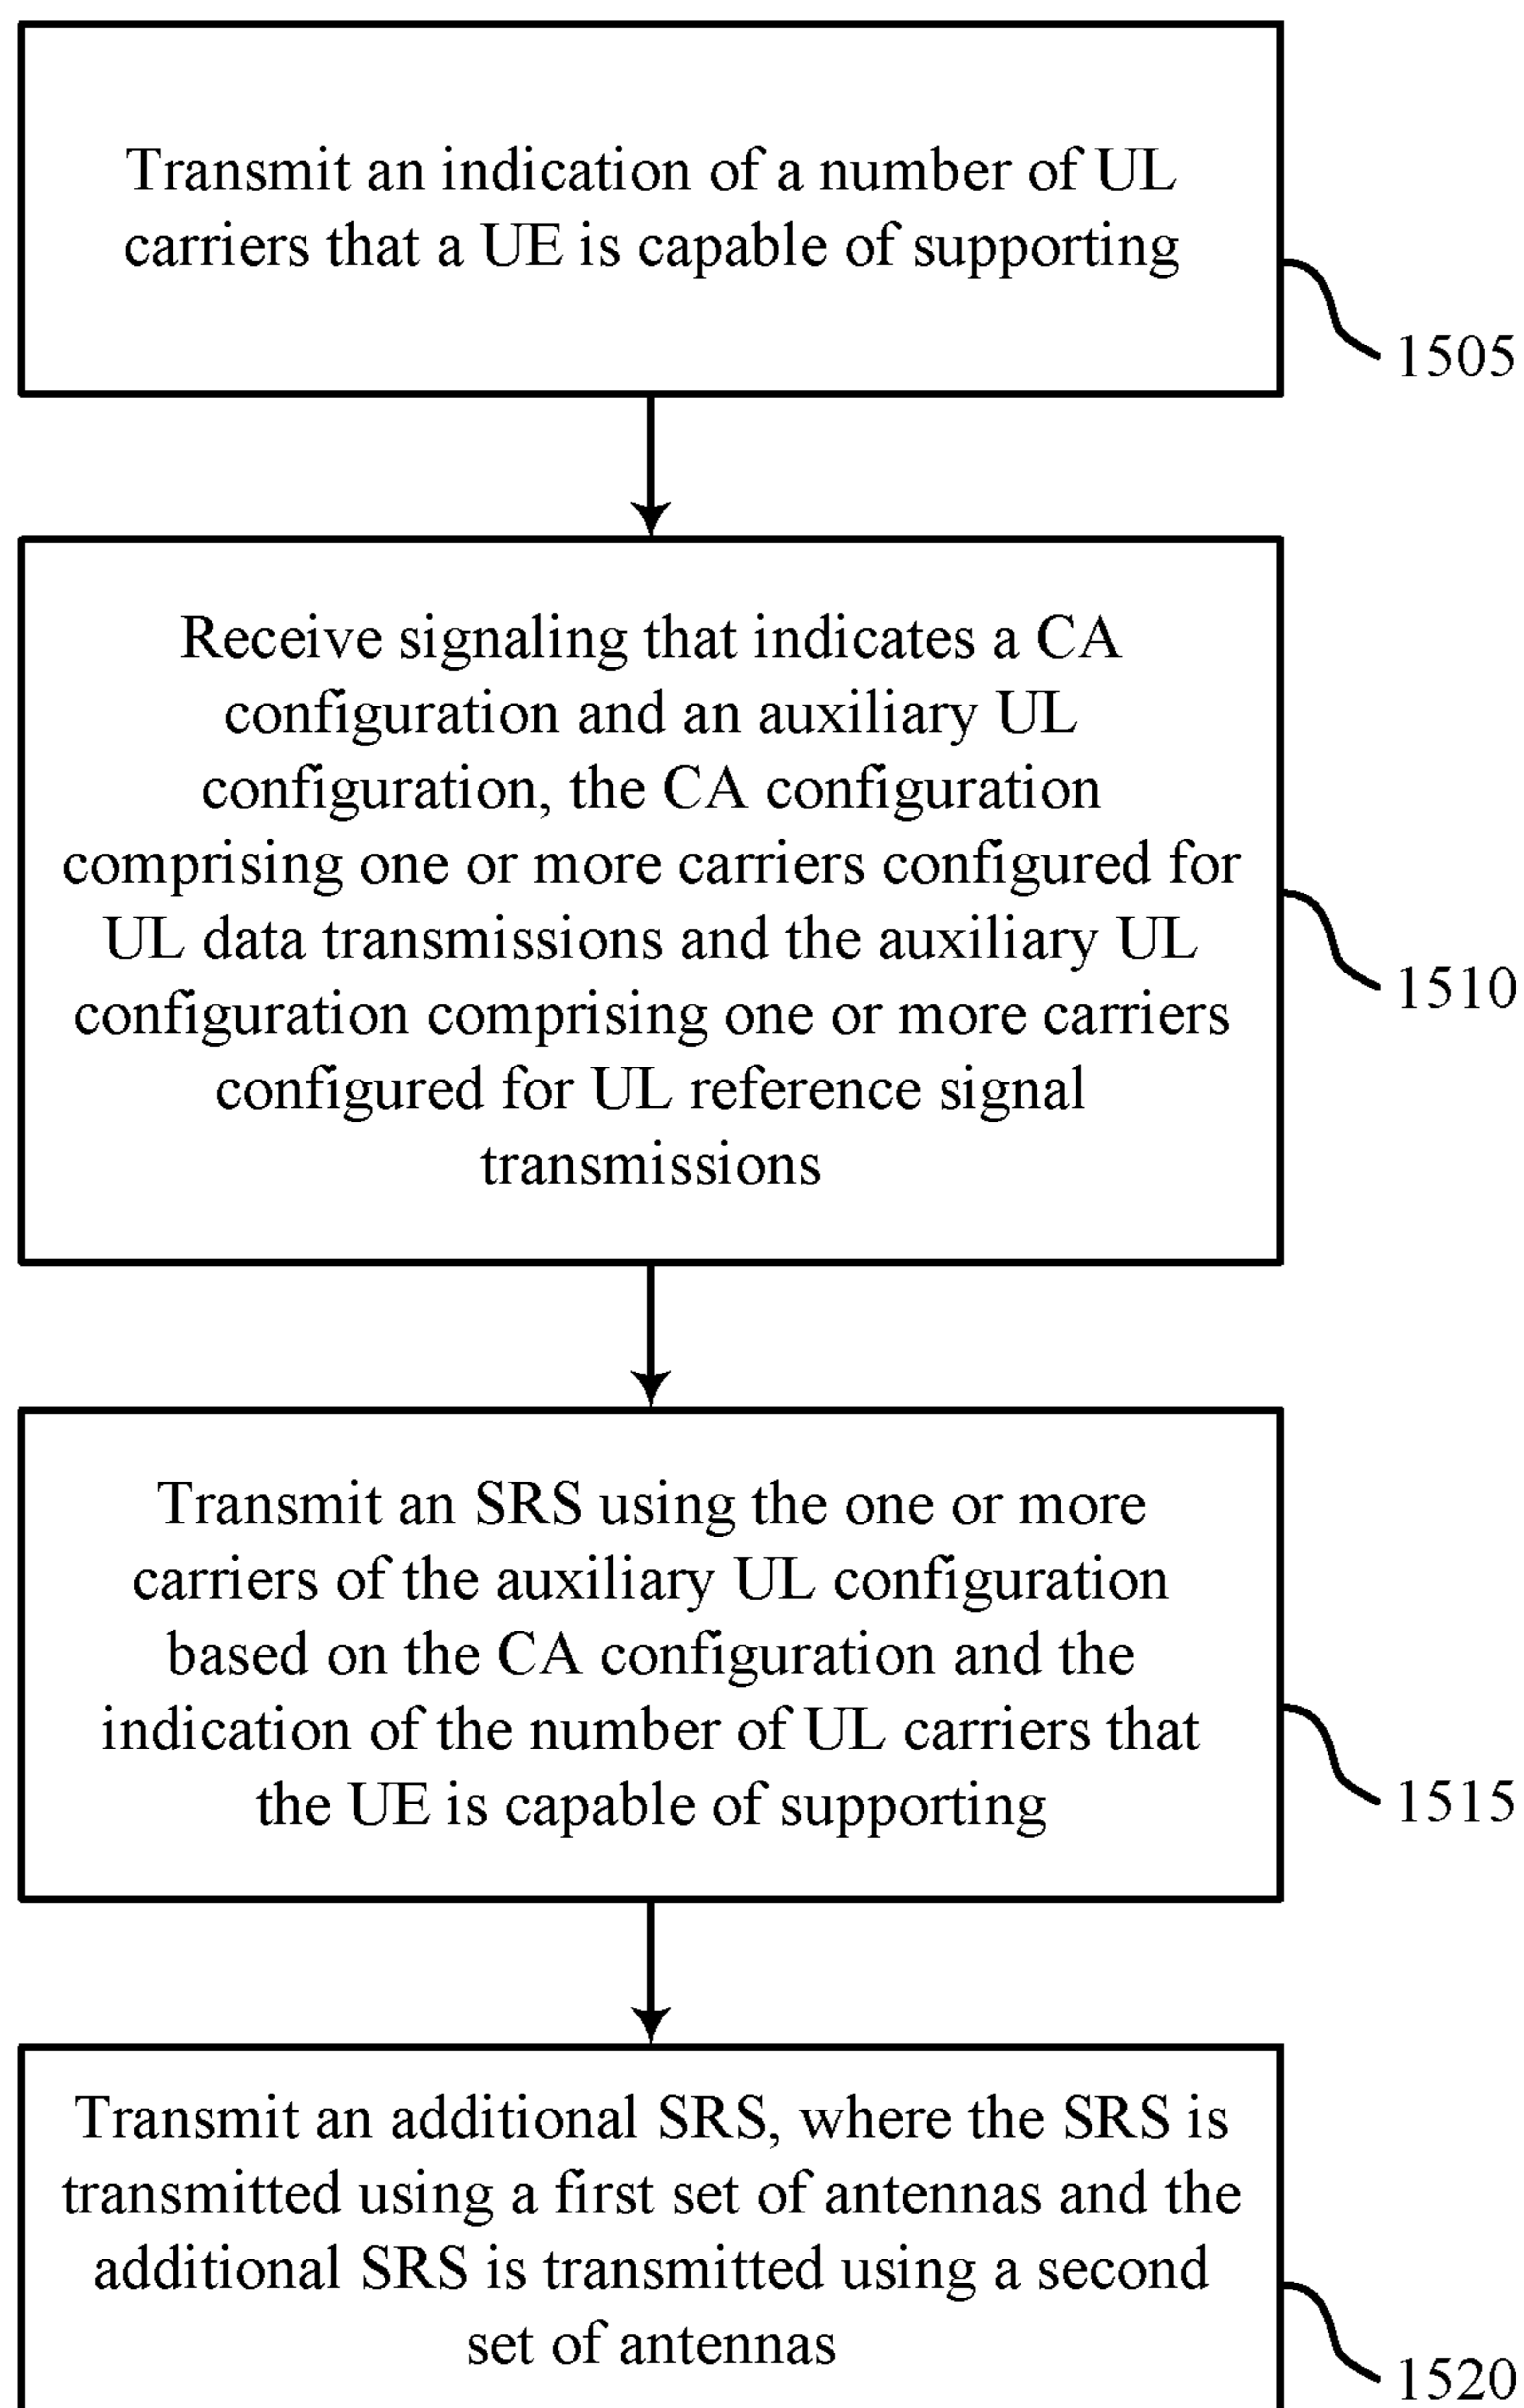 Transmit an indication of a number of UL
carriers that a UE is capable of supporting
1505
Receive signaling that indicates a CA
configuration and an auxiliary UL
configuration, the CA configuration
comprising one or more carriers configured for
UL data transmissions and the auxiliary UL
configuration comprising one or more carriers
configured for UL reference signal
transmissions
1510
Transmit an SRS using the one or more
carriers of the auxiliary UL configuration
based on the CA configuration and the
indication of the number of UL carriers that
the UE is capable of supporting
1515
Transmit an additional SRS, where the SRS is
transmitted using a first set of antennas and the
additional SRS is transmitted using a second
set of antennas
1520